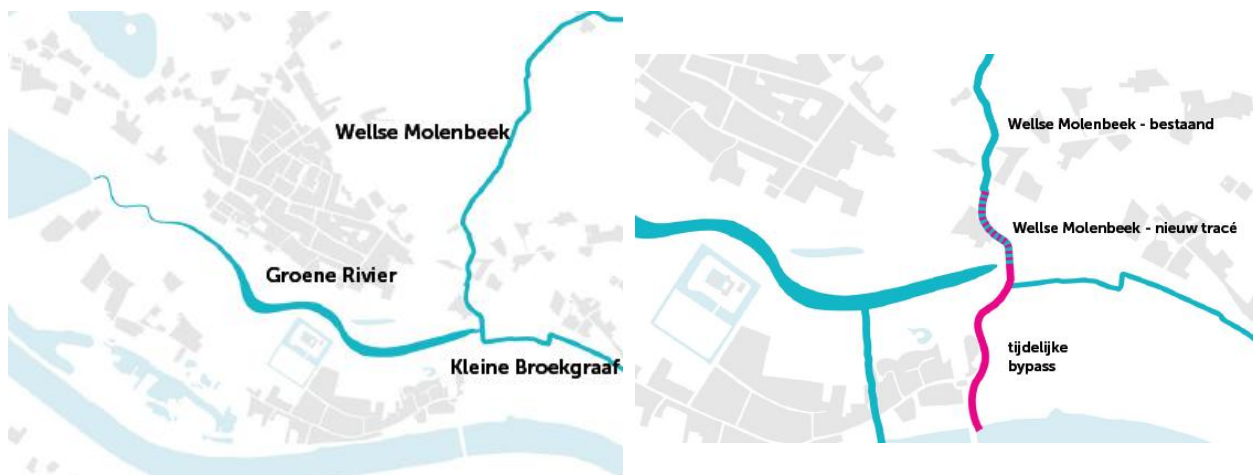 Wellse Molenbeek
Groene Rivier
Kleine Broekgraaf
Wellse Molenbeek - bestaand
Wellse Molenbeek - nieuw tracé
tijdelijke
bypass